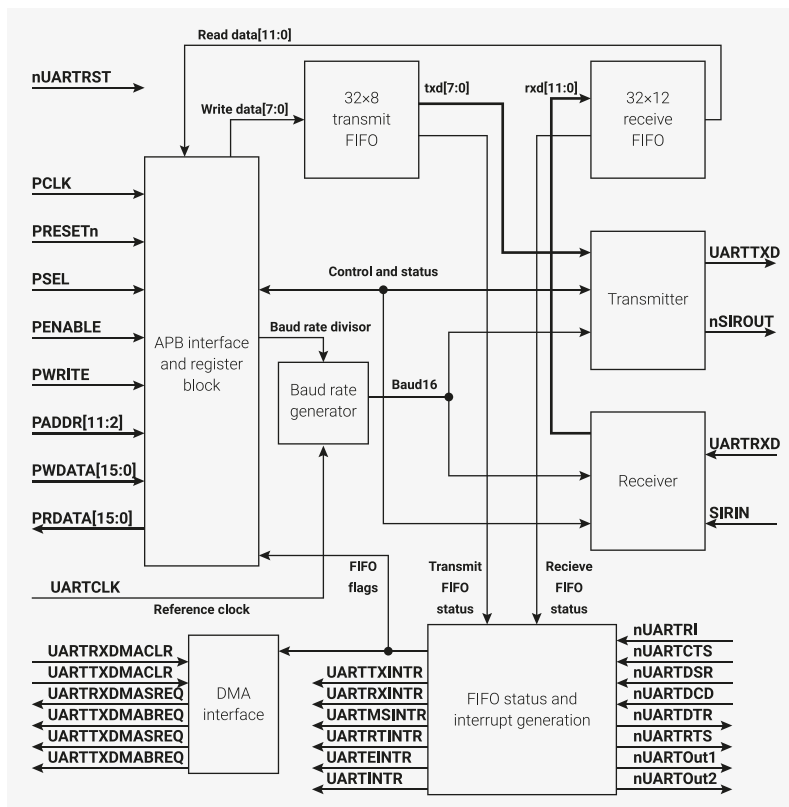 Read data[11:0]
nUARTRST
Write data[7:0]
32×8
transmit
FIFO
txd[7:0]
rxd[11:0]
32×12
receive
FIFO
PCLK
PRESETn
PSEL
PENABLE
PWRITE
PADDR[11:2]
PWDATA[15:0]
PRDATA[15:0]
APB interface
and register
block
Control and status
Baud rate divisor
Baud rate
generator
Baud16
Transmitter
UARTTXD
nSIROUT
Receiver
UARTRXD
SIRIN
UARTCLK
Reference clock
FIFO
flags
Transmit
FIFO
status
Recieve
FIFO
status
UARTRXDMACLR
UARTTXDMACLR
UARTRXDMASREQ
UARTTXDMABREQ
UARTTXDMASREQ
UARTTXDMABREQ
DMA
interface
UARTTXINTR
UARTRXINTR
UARTMSINTR
UARTRTINTR
UARTEINTR
UARTINTR
FIFO status and
interrupt generation
nUARTRI
nUARTCTS
nUARTDSR
nUARTDCD
nUARTDTR
nUARTRTS
nUARTOut1
nUARTOut2